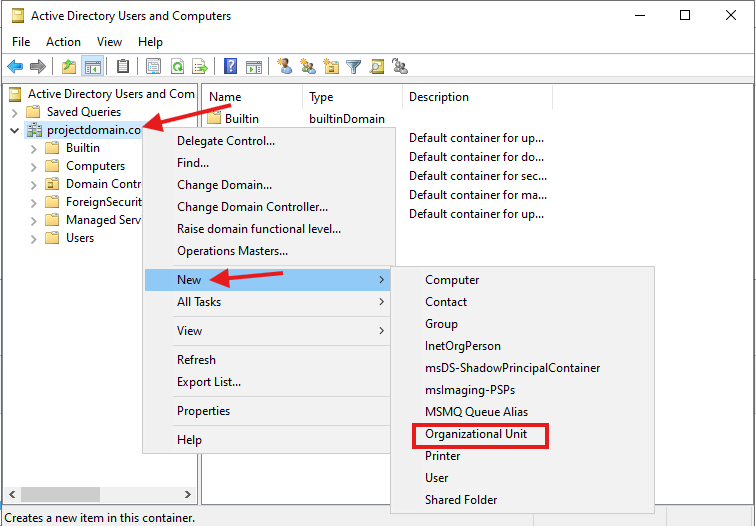 Active Directory Users and Computers
File Action View Help
Active Directory Users and Com
Saved Queries
projectdomain.co
Builtin
Computers
Domain Contr
ForeignSecurit
Managed Serv
Users
Name Type Description
Builtin builtinDomain
Default container for up...
Default container for do...
Default container for sec...
Default container for ma...
Default container for up...
Delegate Control...
Find...
Change Domain...
Change Domain Controller...
Raise domain functional level...
Operations Masters...
New
All Tasks
View
Refresh
Export List...
Properties
Help
Computer
Contact
Group
InetOrgPerson
msDS-ShadowPrincipalContainer
msImaging-PSPs
MSMQ Queue Alias
Organizational Unit
Printer
User
Shared Folder
Creates a new item in this container.